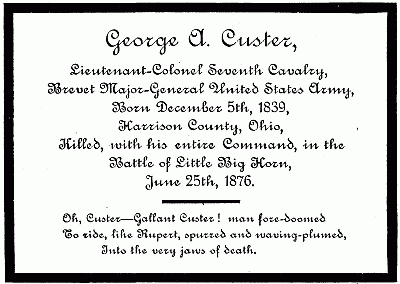 George A. Custer,
Lieutenant-Colonel Seventh Cavalry,
Brevet Major-General United States Army,
Born December 5th, 1839,
Harrison County, Ohio,
Killed, with his entire Command, in the
Battle of Little Big Horn,
June 25th, 1876.
Oh, Custer—Gallant Custer! man fore-doomed
To ride, like Rupert, spurred and waving-plumed,
Into the very jaws of death.